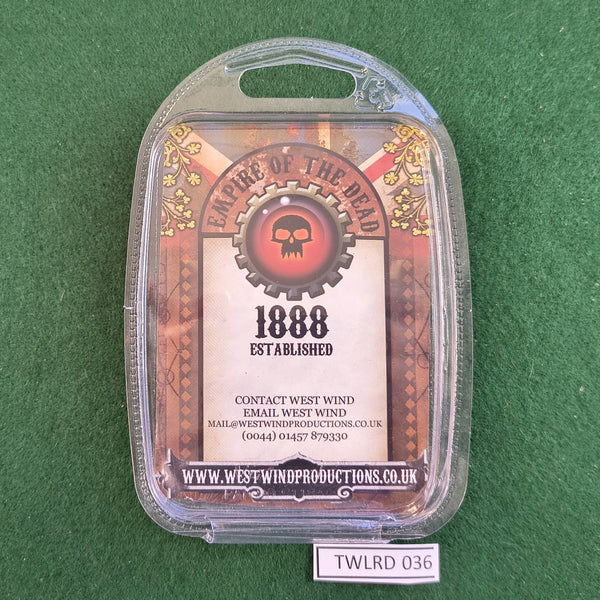 EMPIRE OF THE DEAD
1888
ESTABLISHED
CONTACT WEST WIND
EMAIL WEST WIND
MAIL@WESTWINDPRODUCTIONS.CO.UK
(0044) 01457 879330
WWW.WESTWINDPRODUCTIONS.CO.UK
TWLRD 036